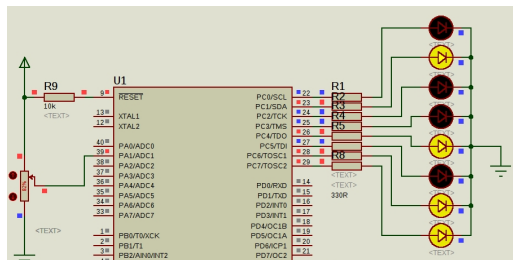 U1
R9
10k
<TEXT>
9
RESET
13
XTAL1
12
XTAL2
40
PA0/ADC0
39
PA1/ADC1
38
PA2/ADC2
37
PA3/ADC3
36
PA4/ADC4
35
PA5/ADC5
34
PA6/ADC6
33
PA7/ADC7
1
PB0/T0/XCK
2
PB1/T1
3
PB2/AIN0/INT2
PC0/SCL
22
PC1/SDA
23
PC2/TCK
24
PC3/TMS
25
PC4/TDO
26
PC5/TDI
27
PC6/TOSC1
28
PC7/TOSC2
29
PD0/RXD
14
PD1/TXD
15
PD2/INT0
16
PD3/INT1
17
PD4/OC1B
18
PD5/OC1A
19
PD6/ICP1
20
PD7/OC2
21
R1
R2
R3
R4
R5
R8
<TEXT>
<TEXT>
330R
<TEXT>
<TEXT>
<TEXT>
<TEXT>
<TEXT>
<TEXT>
<TEXT>
<TEXT>
<TEXT>